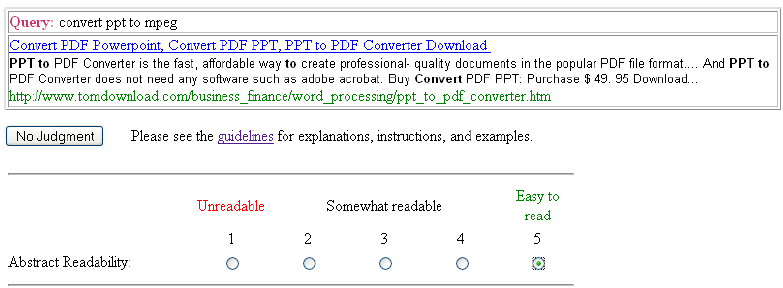 Query: convert ppt to mpeg
Convert PDF Powerpoint, Convert PDF PPT, PPT to PDF Converter Download
PPT to PDF Converter is the fast, affordable way to create professional- quality documents in the popular PDF file format.... And PPT to
PDF Converter does not need any software such as adobe acrobat. Buy Convert PDF PPT: Purchase $ 49. 95 Download...
http://www.tomdownload.com/business_finance/word_processing/ppt_to_pdf_converter.htm
No Judgment Please see the guidelines for explanations, instructions, and examples.
Unreadable Somewhat readable Easy to
read
1 2 3 4 5
Abstract Readability: